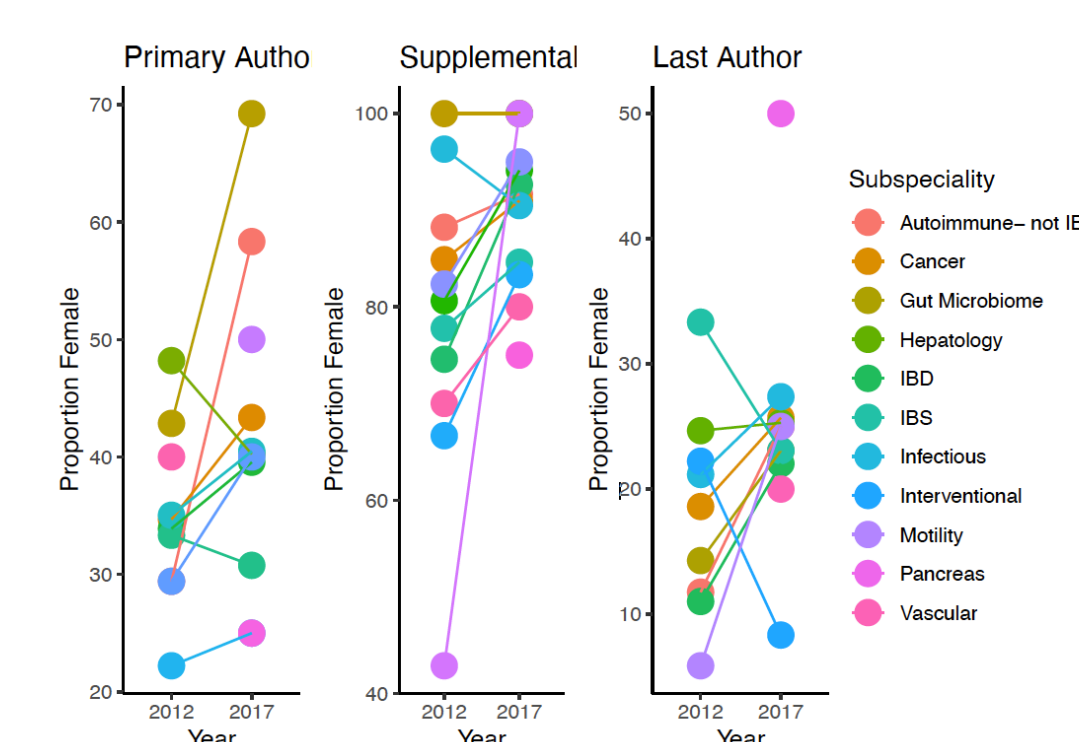 Primary Autho
Supplemental
Last Author
Proportion Female
70
60
50
40
30
20
2012 2017
Year
Proportion Female
100
80
60
40
2012 2017
Year
Proportion Female
50
40
30
20
10
2012 2017
Year
Subspeciality
Autoimmune– not IB
Cancer
Gut Microbiome
Hepatology
IBD
IBS
Infectious
Interventional
Motility
Pancreas
Vascular